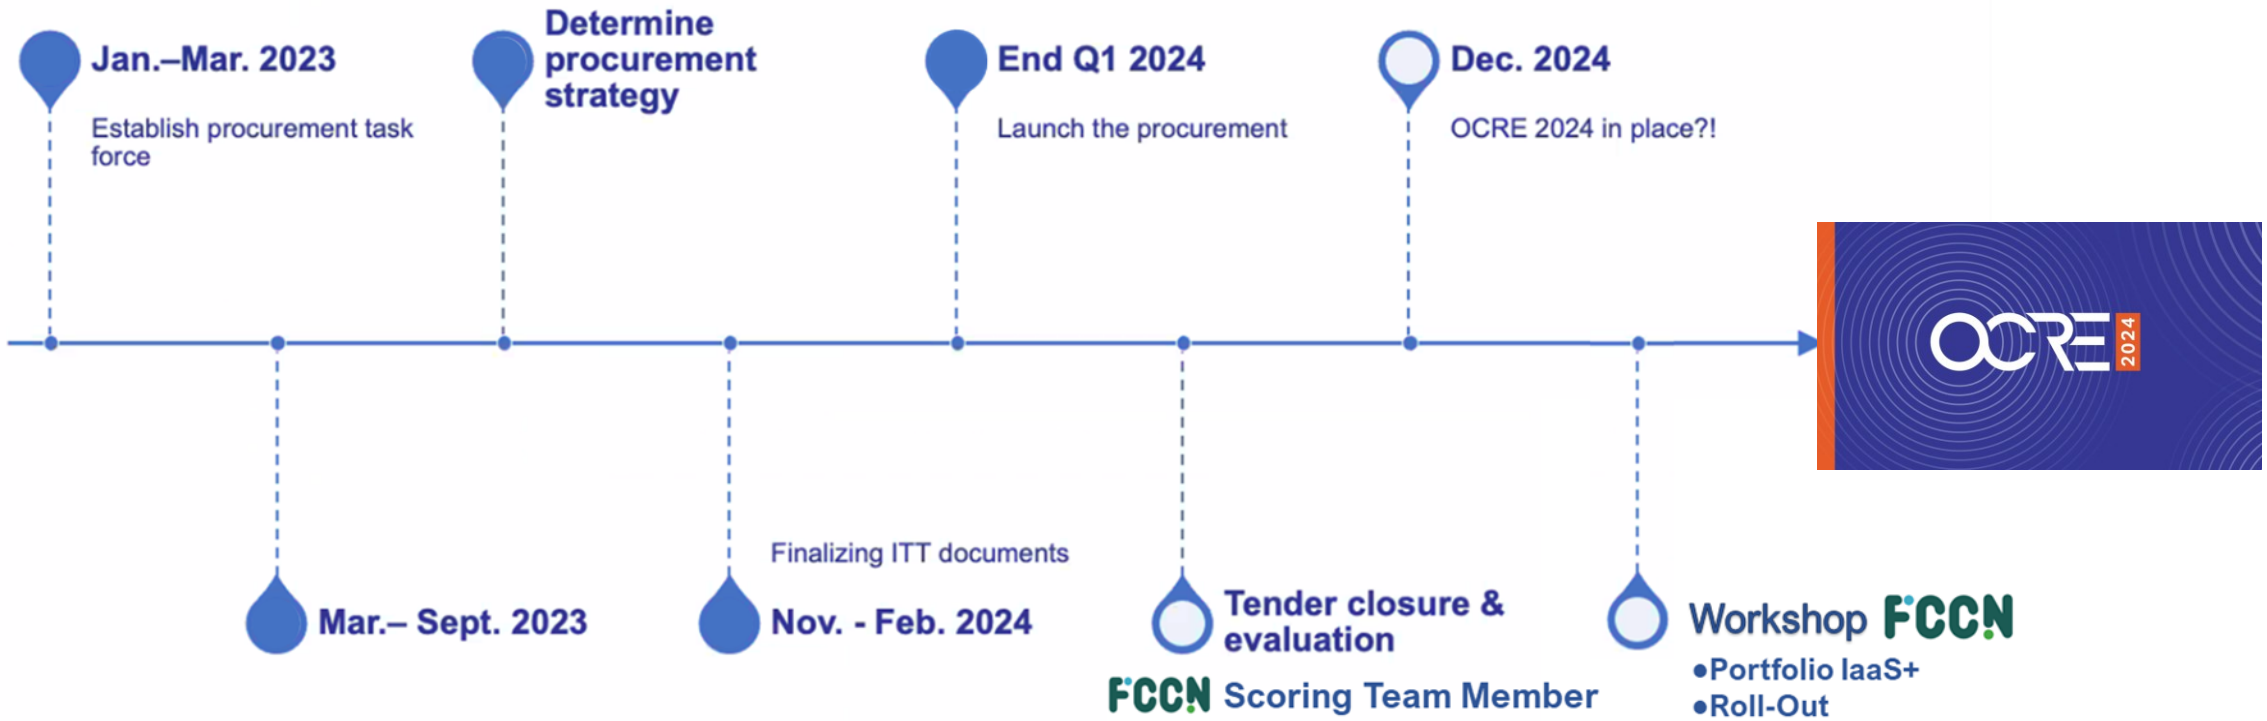 Jan.–Mar. 2023
Establish procurement task
force
Determine
procurement
strategy
End Q1 2024
Launch the procurement
Dec. 2024
OCRE 2024 in place?!
OCRE 2024
Mar.– Sept. 2023
Finalizing ITT documents
Nov. - Feb. 2024
Tender closure &
evaluation
FCCN Scoring Team Member
Workshop FCCN
•Portfolio IaaS+
•Roll-Out